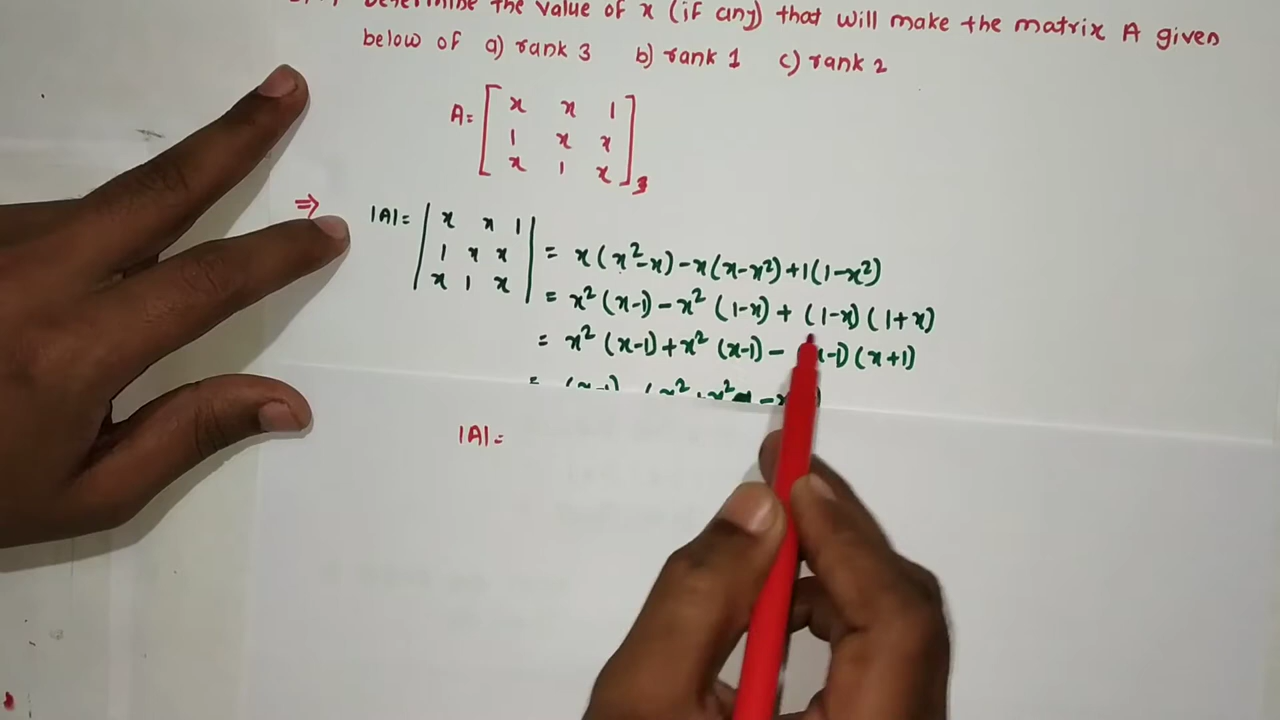 Determine the value of x (if any) that will make the matrix A given
below of a) rank 3 b) rank 1 c) rank 2
A= [ x x 1
1 x x
x 1 x ]3
⇒ |A|= | x x 1
1 x x
x 1 x | = x(x²-x)-x(x-x²)+1(1-x²)
= x²(x-1)-x²(1-x)+(1-x)(1+x)
= x²(x-1)+x²(x-1)- x-1)(x+1)
=
|A|=